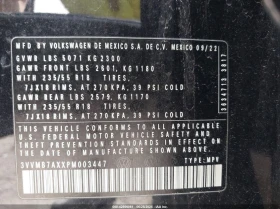 MFD BY VOLKSWAGEN DE MEXICO S.A. DE C.V. MEXICO 09/22
GVWR LBS 5071 KG 2300
GAWR FRONT LBS 2601 KG 1180
WITH 235/55 R18 TIRES,
7JX18 RIMS, AT 270 KPA, 39 PSI COLD
GAWR REAR LBS 2579 KG 1170
WITH 235/55 R18 TIRES,
7JX18 RIMS, AT 270 KPA, 39 PSI COLD
THIS VEHICLE CONFORMS TO ALL APPLICABLE
FEDERAL MOTOR VEHICLE SAFETY AND
THEFT PREVENTION STANDARDS IN EFFECT ON
THE DATE OF MANUFACTURE SHOWN ABOVE.
3VVMB7AXXPM003447 TYPE: MPV